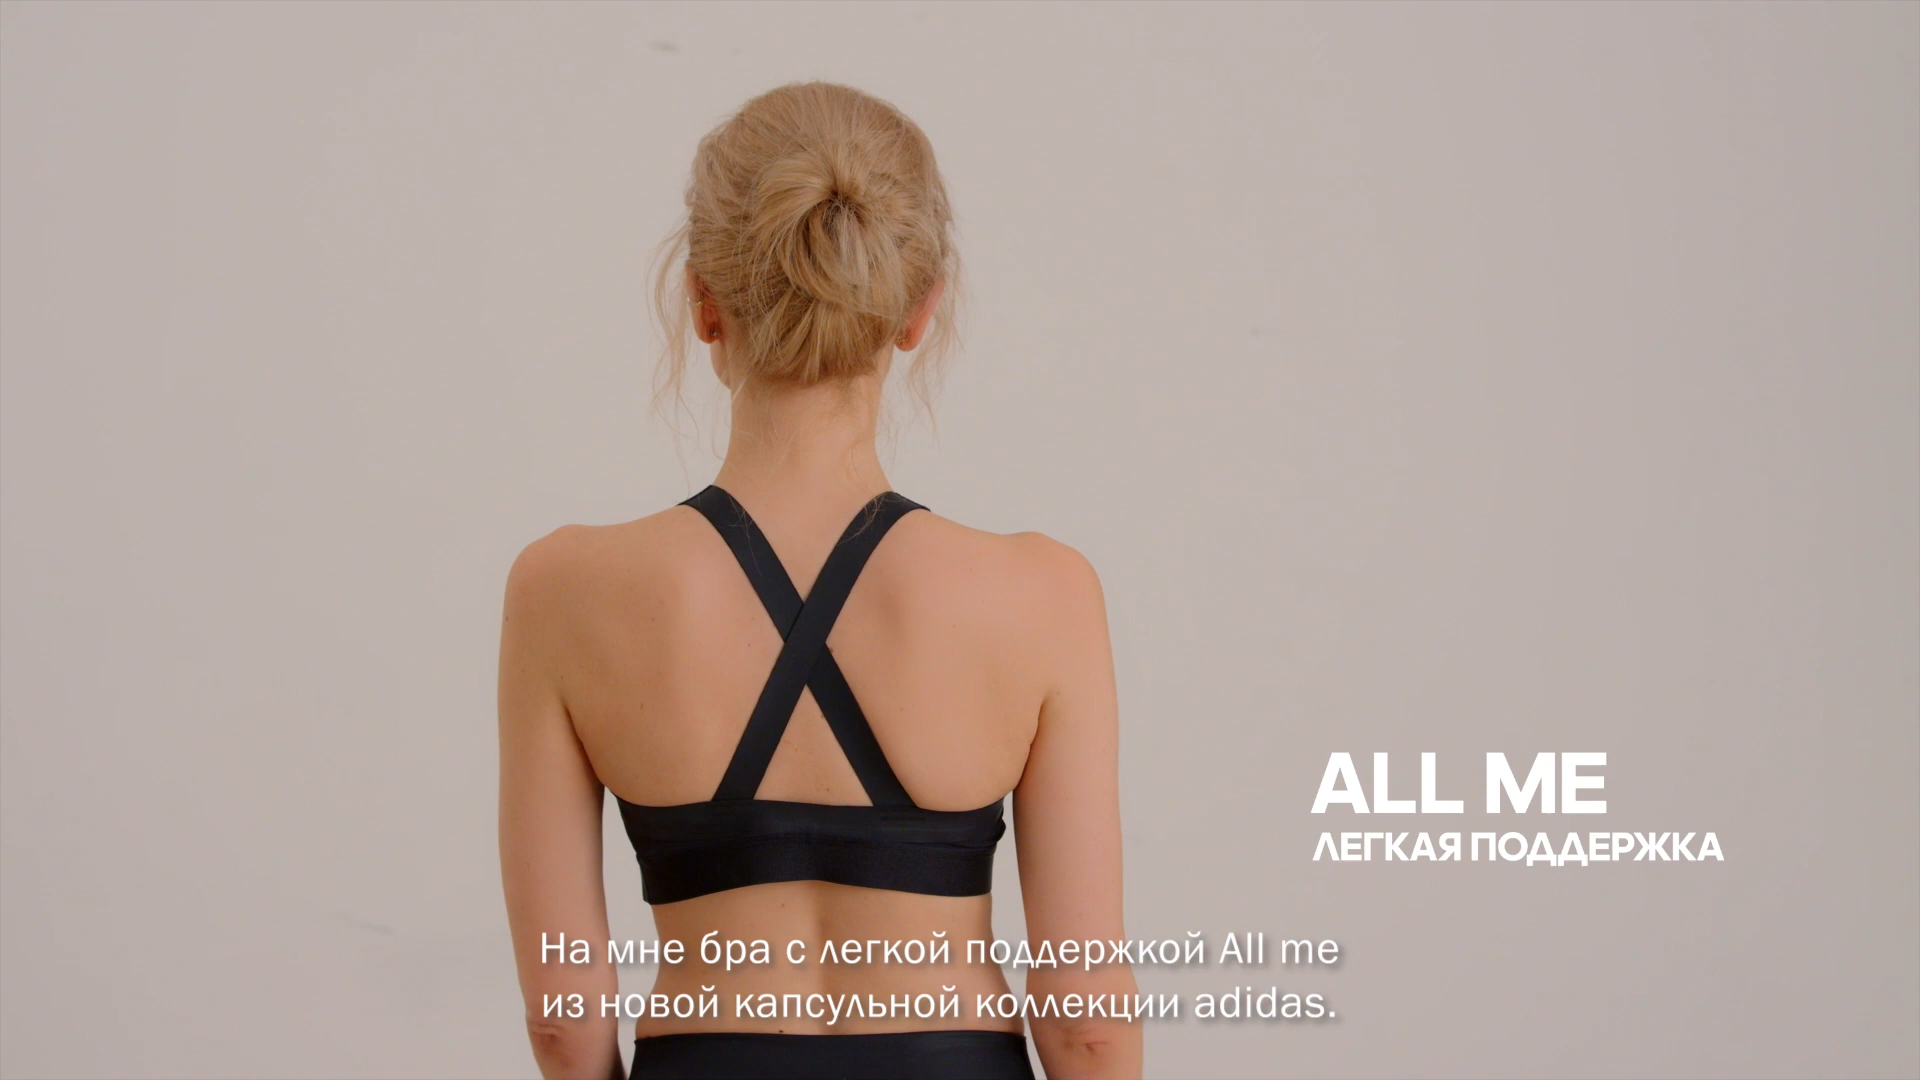 ALL ME
ЛЕГКАЯ ПОДДЕРЖКА
На мне бра с легкой поддержкой All me
из новой капсульной коллекции adidas.